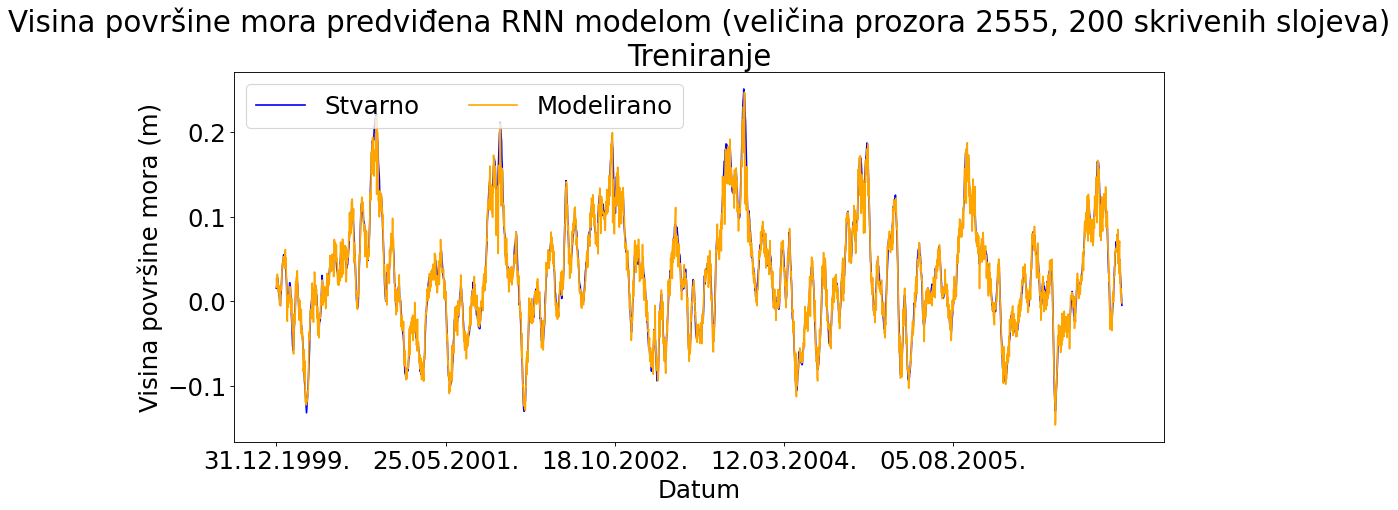 Visina površine mora predviđena RNN modelom (veličina prozora 2555, 200 skrivenih slojeva)
Treniranje
Stvarno Modelirano
Visina površine mora (m)
0.2
0.1
0.0
−0.1
31.12.1999. 25.05.2001. 18.10.2002. 12.03.2004. 05.08.2005.
Datum